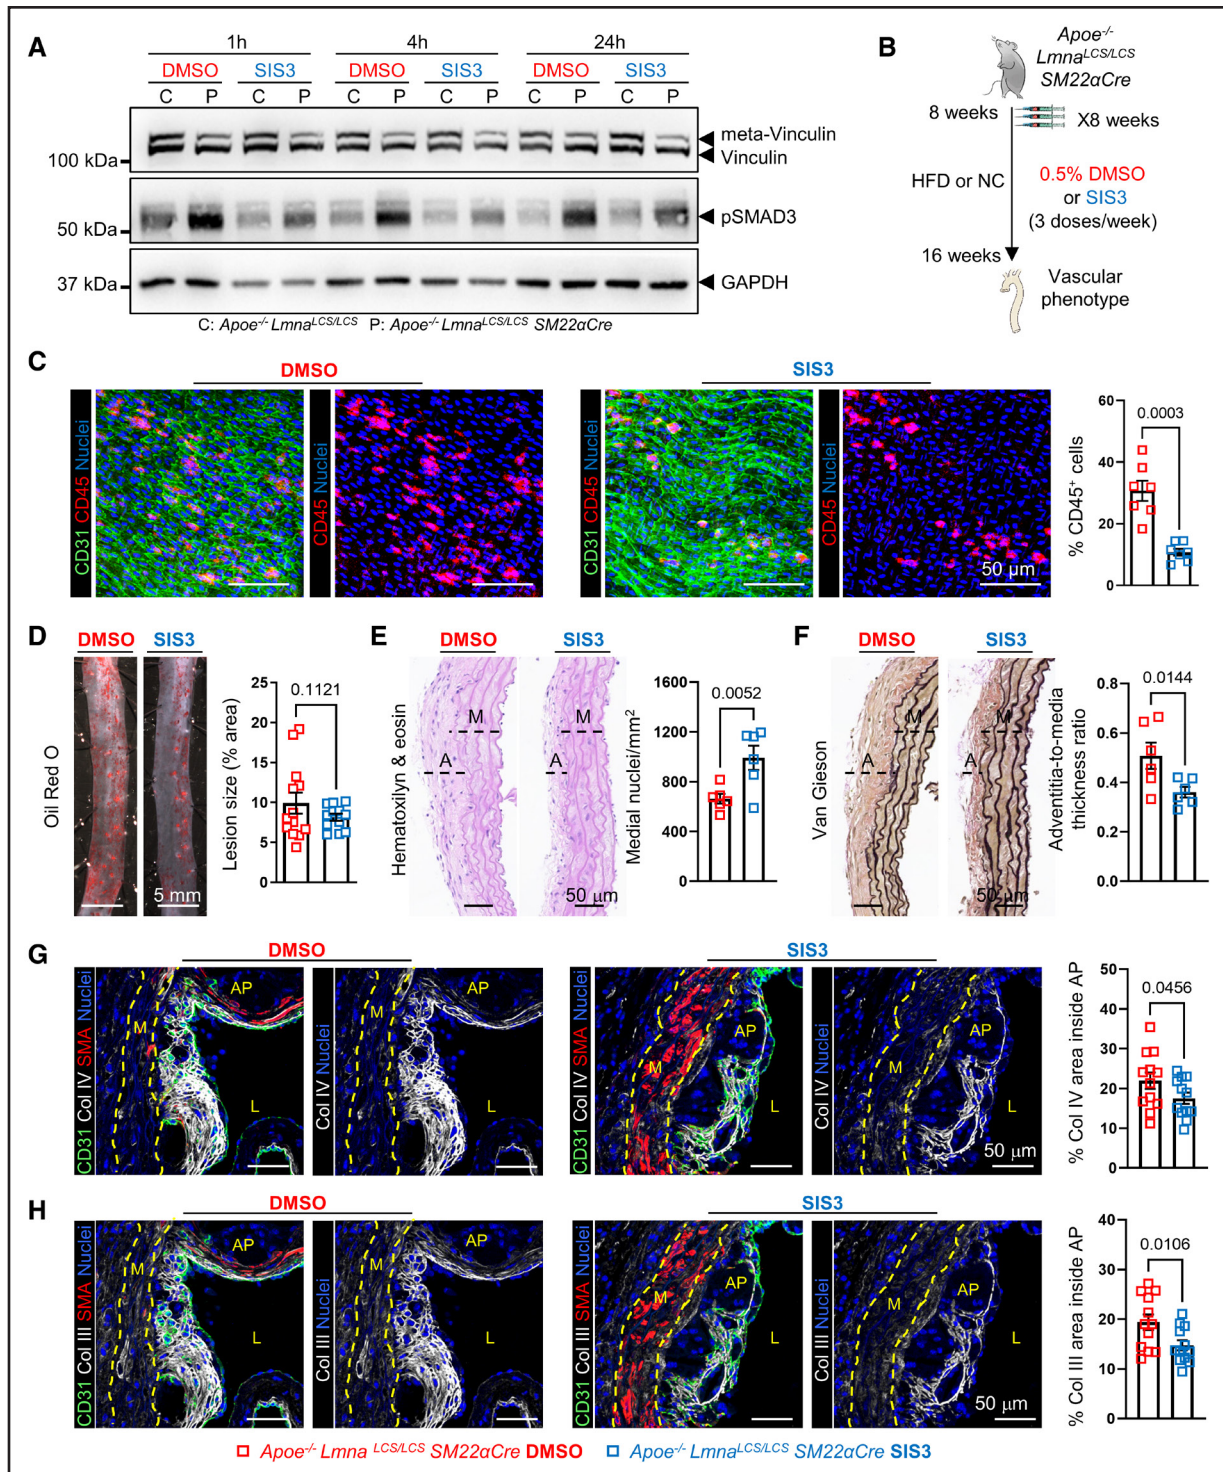 A
1h 4h 24h
DMSO SIS3 DMSO SIS3 DMSO SIS3
C P C P C P C P C P C P
100 kDa
meta-Vinculin
Vinculin
50 kDa
pSMAD3
37 kDa
GAPDH
C: Apoe-/- LmnaLCS/LCS P: Apoe-/- LmnaLCS/LCS SM22αCre
B
Apoe-/-
LmnaLCS/LCS
SM22αCre
8 weeks
X8 weeks
HFD or NC
0.5% DMSO
or SIS3
(3 doses/week)
16 weeks
Vascular
phenotype
C
DMSO
SIS3
CD31 CD45 Nuclei
CD45 Nuclei
CD31 CD45 Nuclei
CD45 Nuclei
50 μm
% CD45+ cells
60
40
20
0
0.0003
D
DMSO SIS3
Oil Red O
5 mm
Lesion size (% area)
25
20
15
10
5
0
0.1121
E
DMSO SIS3
Hematoxilyn & eosin
M
A
M
A
50 μm
Medial nuclei/mm2
1600
1200
800
400
0
0.0052
F
DMSO SIS3
Van Gieson
M
A
M
A
50 μm
Adventitia-to-media
thickness ratio
0.8
0.6
0.4
0.2
0.0
0.0144
G
DMSO
SIS3
CD31 Col IV SMA Nuclei
M
AP
L
Col IV Nuclei
M
AP
L
CD31 Col IV SMA Nuclei
M
AP
L
Col IV Nuclei
M
AP
L
50 μm
% Col IV area inside AP
50
40
30
20
10
0
0.0456
H
DMSO
SIS3
CD31 Col III SMA Nuclei
M
AP
L
Col III Nuclei
M
AP
L
CD31 Col III SMA Nuclei
M
AP
L
Col III Nuclei
M
AP
L
50 μm
% Col III area inside AP
40
30
20
10
0
0.0106
Apoe-/- Lmna LCS/LCS SM22αCre DMSO Apoe-/- LmnaLCS/LCS SM22αCre SIS3